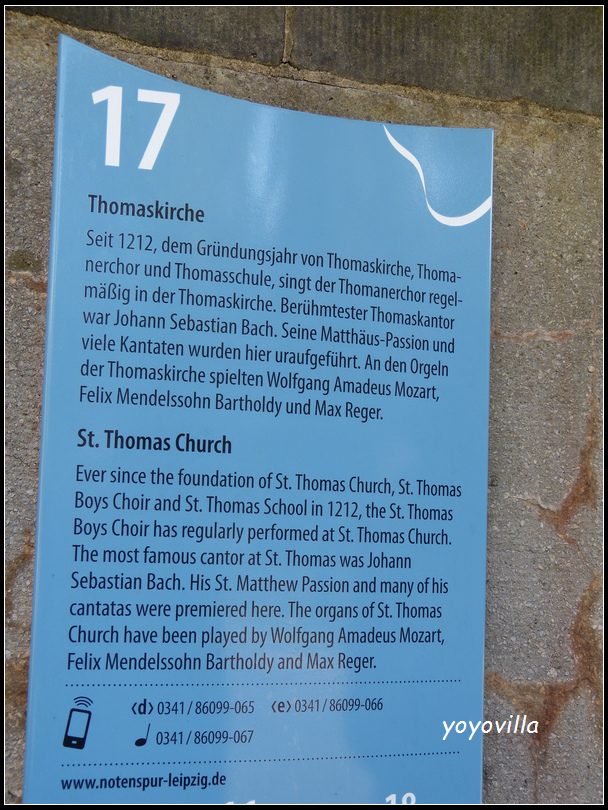 17
Thomaskirche
Seit 1212, dem Gründungsjahr von Thomaskirche, Thoma-
nerchor und Thomasschule, singt der Thomanerchor regel-
mäßig in der Thomaskirche. Berühmtester Thomaskantor
war Johann Sebastian Bach. Seine Matthäus-Passion und
viele Kantaten wurden hier uraufgeführt. An den Orgeln
der Thomaskirche spielten Wolfgang Amadeus Mozart,
Felix Mendelssohn Bartholdy und Max Reger.
St. Thomas Church
Ever since the foundation of St. Thomas Church, St. Thomas
Boys Choir and St. Thomas School in 1212, the St. Thomas
Boys Choir has regularly performed at St. Thomas Church.
The most famous cantor at St. Thomas was Johann
Sebastian Bach. His St. Matthew Passion and many of his
cantatas were premiered here. The organs of St. Thomas
Church have been played by Wolfgang Amadeus Mozart,
Felix Mendelssohn Bartholdy and Max Reger.
‹d› 0341 / 86099-065 ‹e› 0341 / 86099-066
0341 / 86099-067
www.notenspur-leipzig.de
yoyovilla